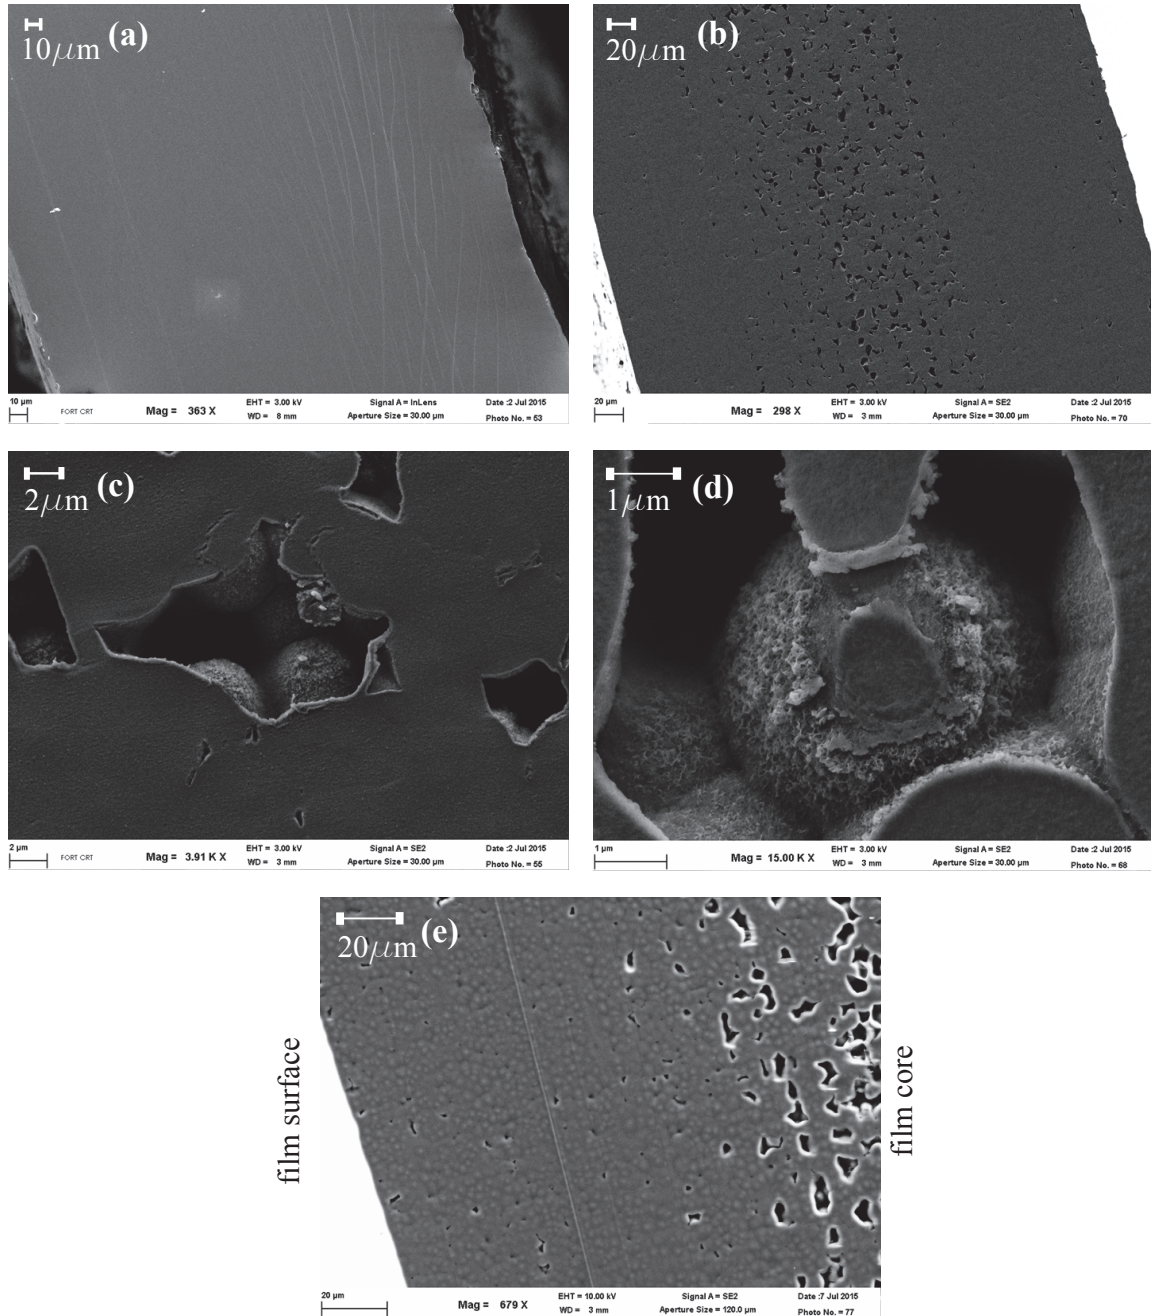 10μm (a)
10 μm
FORT CRT
Mag = 363 X
EHT = 3.00 kV
WD = 8 mm
Signal A = InLens
Aperture Size = 30.00 μm
Date :2 Jul 2015
Photo No. = 53
20μm (b)
20 μm
Mag = 298 X
EHT = 3.00 kV
WD = 3 mm
Signal A = SE2
Aperture Size = 30.00 μm
Date :2 Jul 2015
Photo No. = 70
2μm (c)
2 μm
FORT CRT
Mag = 3.91 K X
EHT = 3.00 kV
WD = 3 mm
Signal A = SE2
Aperture Size = 30.00 μm
Date :2 Jul 2015
Photo No. = 55
1μm (d)
1 μm
Mag = 15.00 K X
EHT = 3.00 kV
WD = 3 mm
Signal A = SE2
Aperture Size = 30.00 μm
Date :2 Jul 2015
Photo No. = 68
film surface
20μm (e)
film core
20 μm
Mag = 679 X
EHT = 10.00 kV
WD = 3 mm
Signal A = SE2
Aperture Size = 120.0 μm
Date :7 Jul 2015
Photo No. = 77